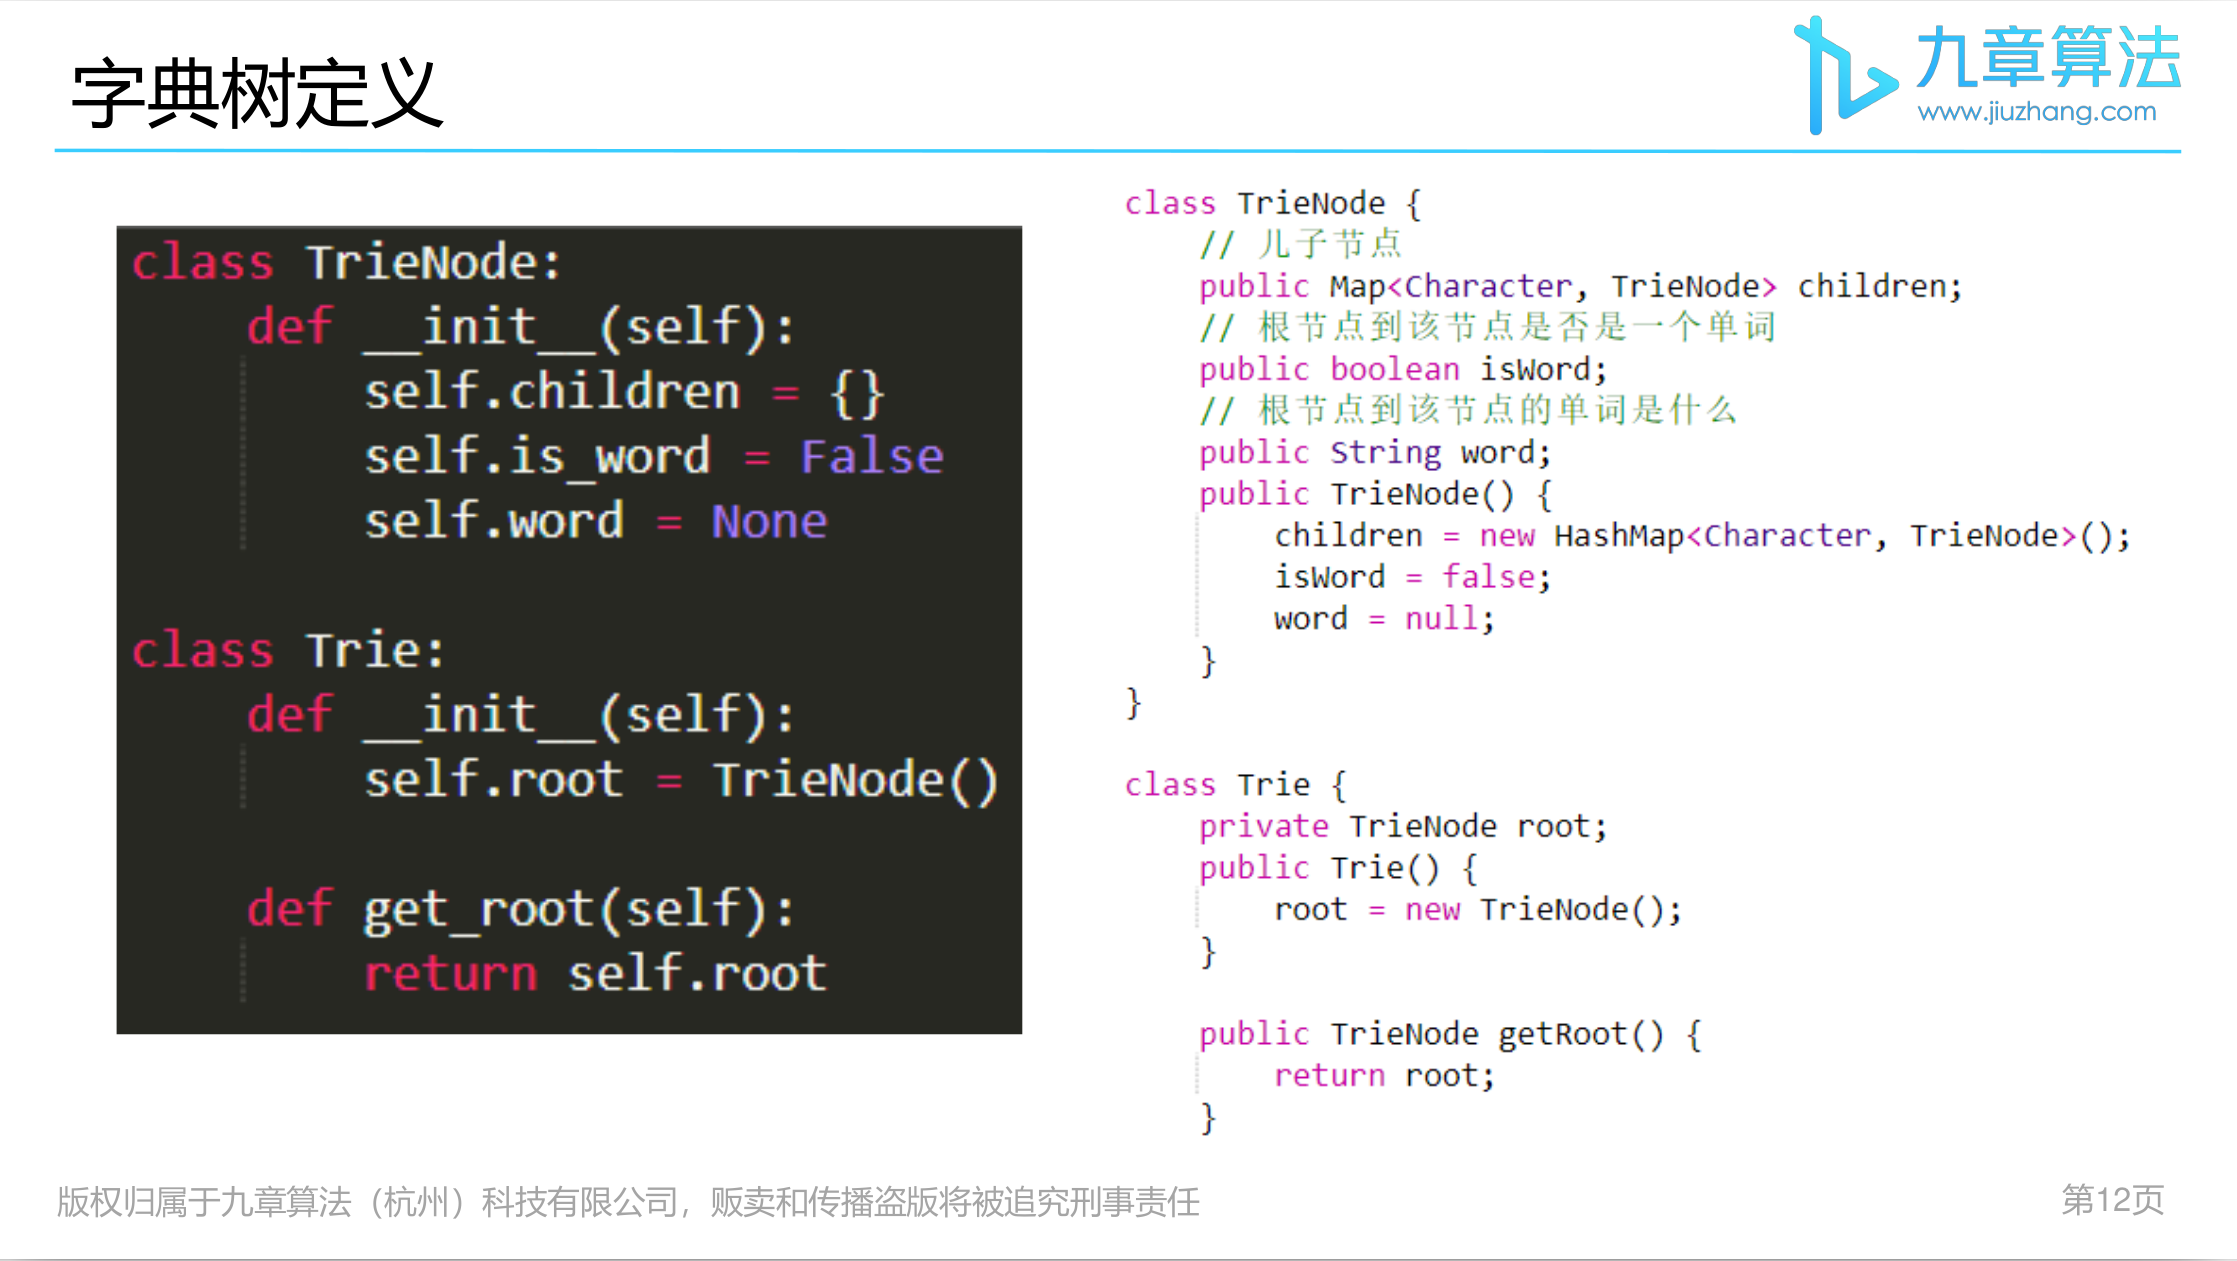 字典树定义
九章算法
www.jiuzhang.com
class TrieNode:
    def __init__(self):
        self.children = {}
        self.is_word = False
        self.word = None

class Trie:
    def __init__(self):
        self.root = TrieNode()

    def get_root(self):
        return self.root
class TrieNode {
    // 儿子节点
    public Map<Character, TrieNode> children;
    // 根节点到该节点是否是一个单词
    public boolean isWord;
    // 根节点到该节点的单词是什么
    public String word;
    public TrieNode() {
        children = new HashMap<Character, TrieNode>();
        isWord = false;
        word = null;
    }
}

class Trie {
    private TrieNode root;
    public Trie() {
        root = new TrieNode();
    }

    public TrieNode getRoot() {
        return root;
    }
版权归属于九章算法（杭州）科技有限公司，贩卖和传播盗版将被追究刑事责任
第12页